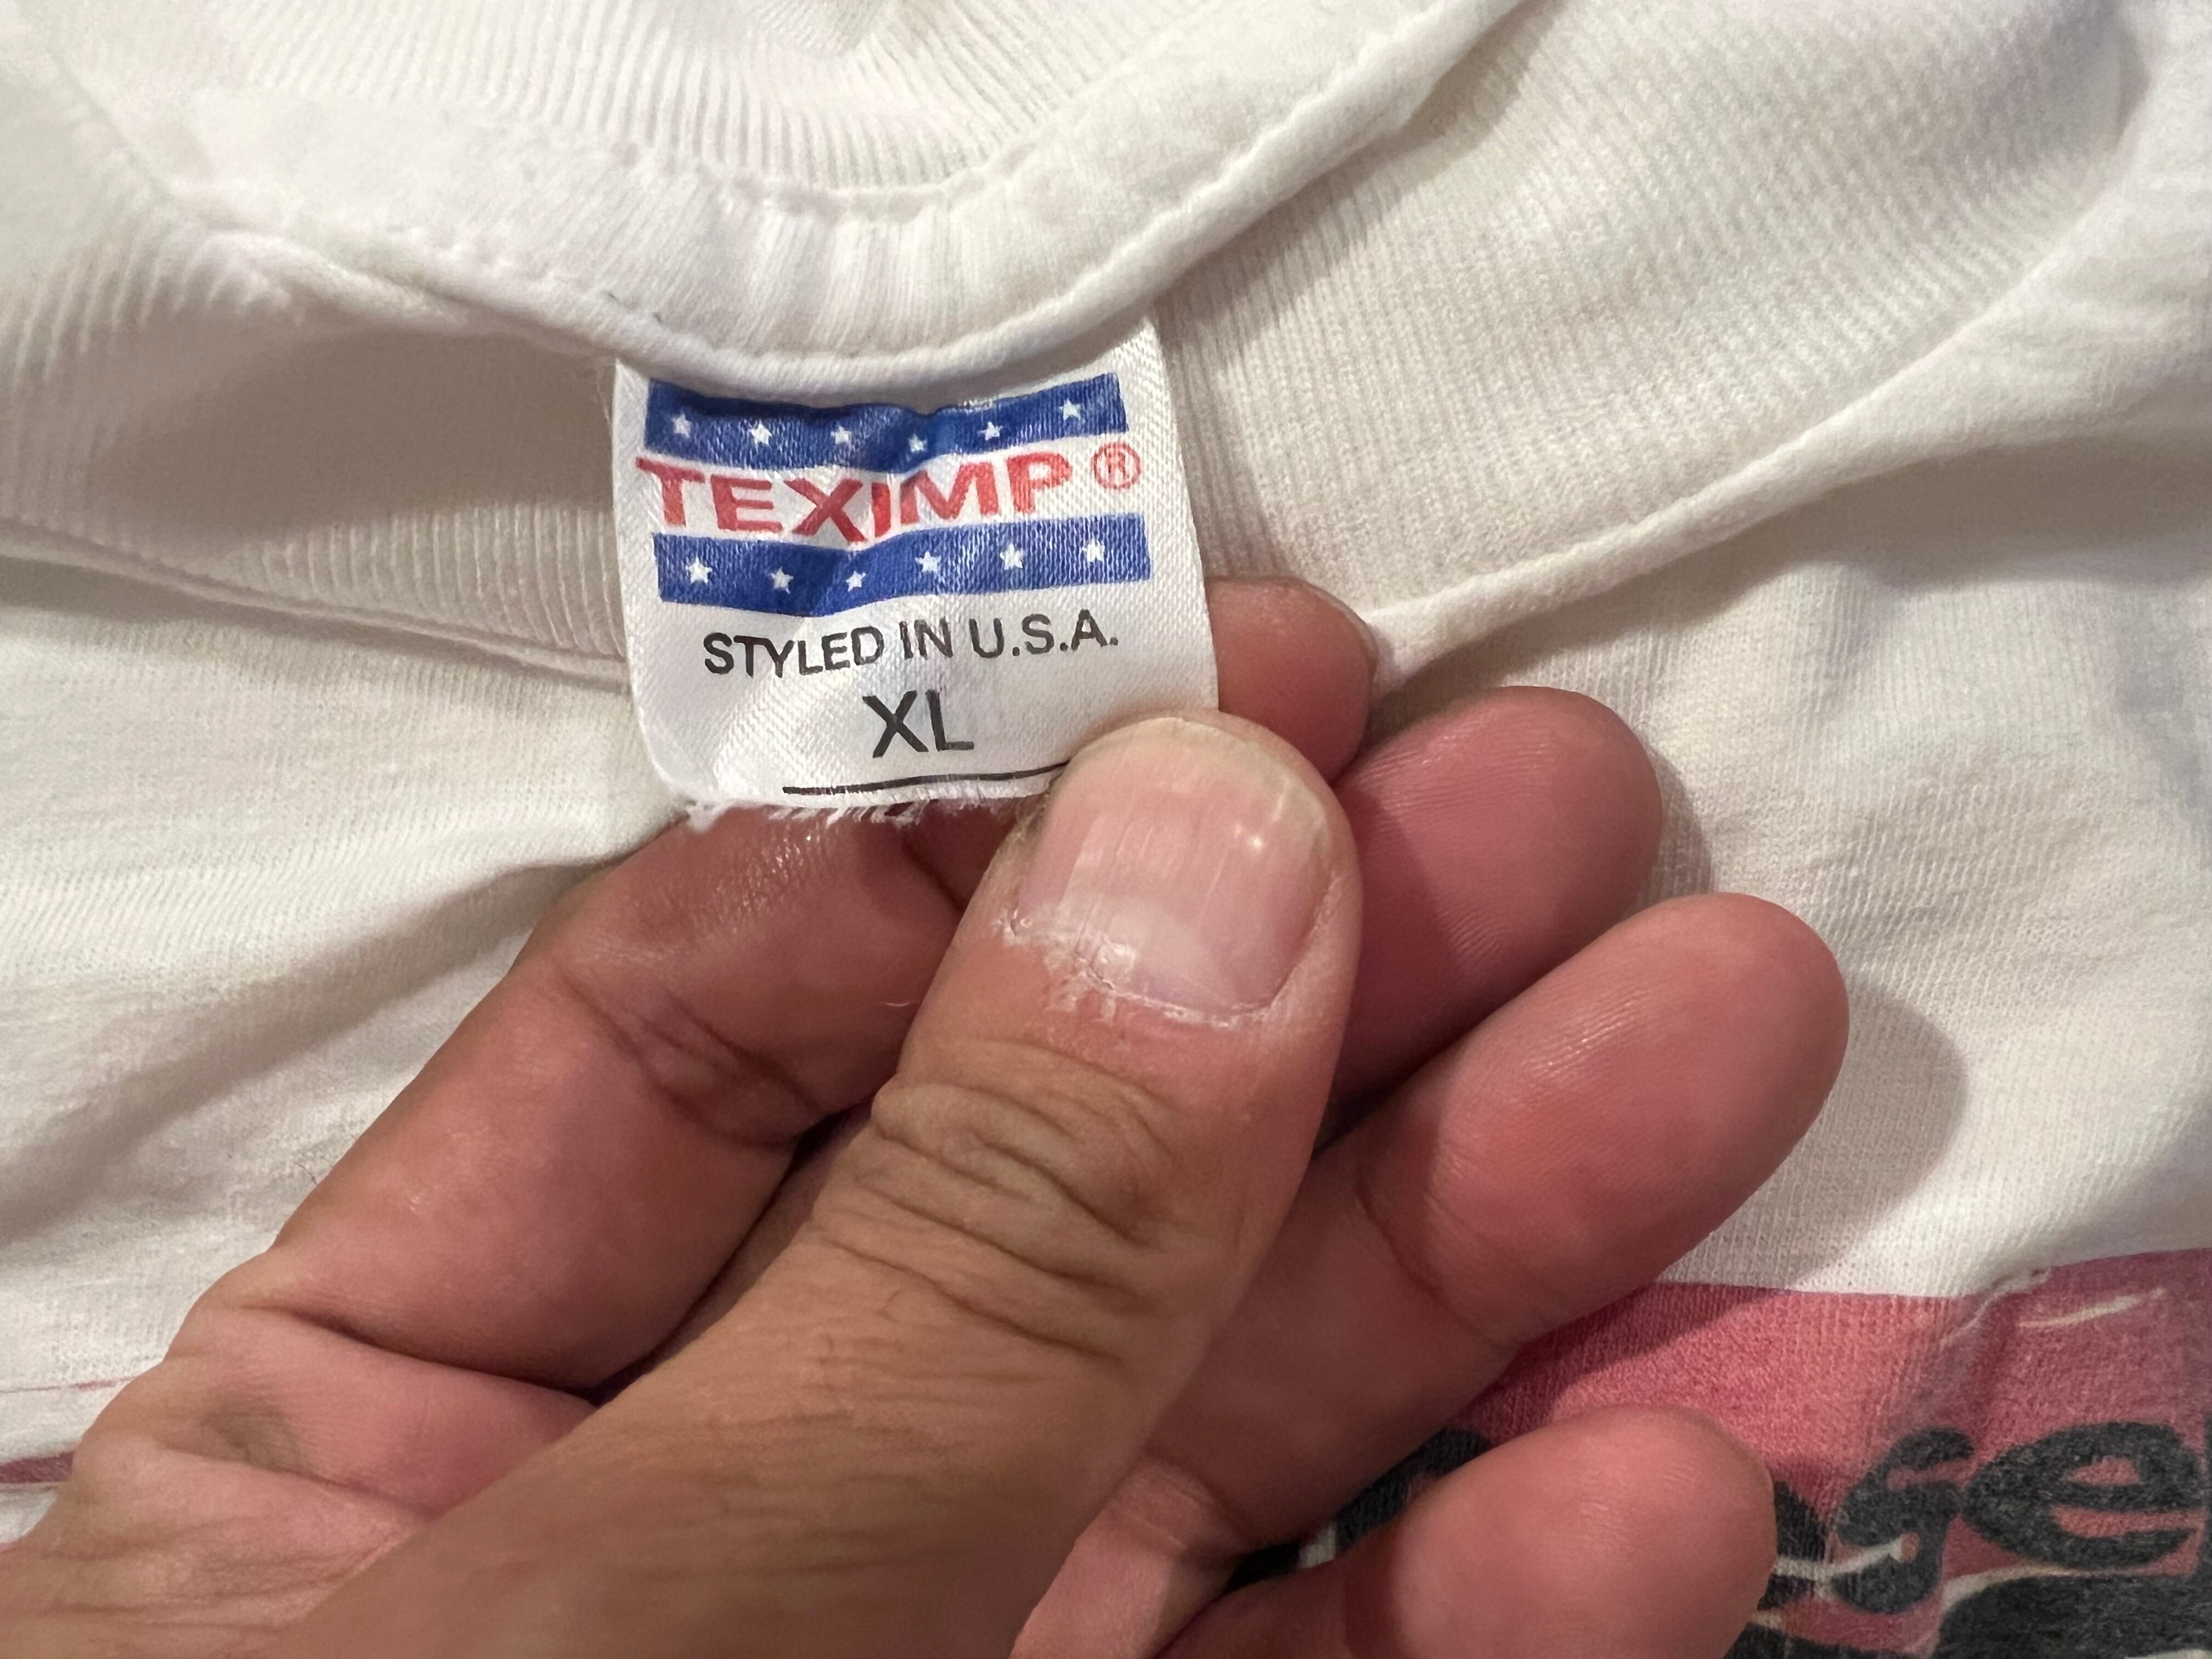 TEXIMP®
STYLED IN U.S.A.
XL